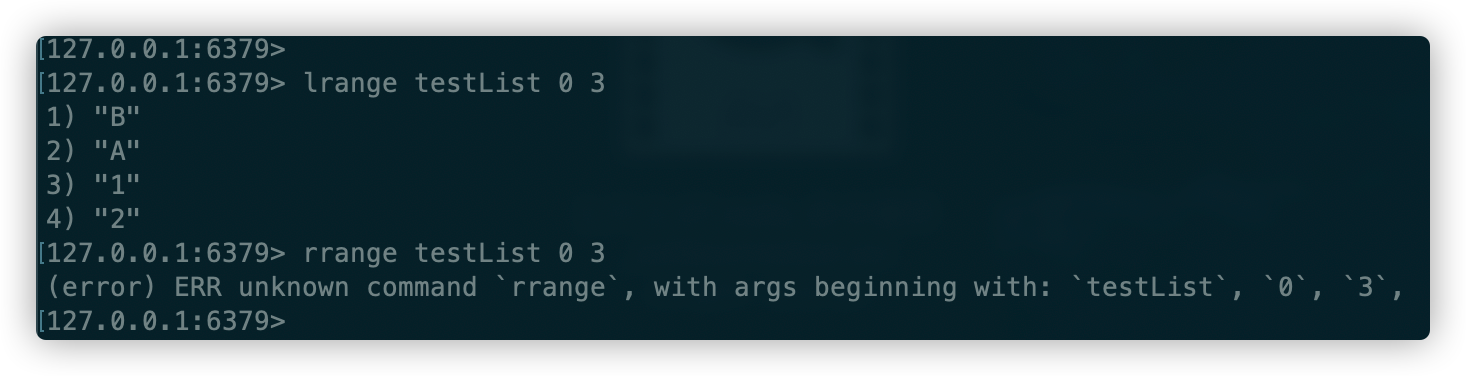 [127.0.0.1:6379>
[127.0.0.1:6379> lrange testList 0 3
1) "B"
2) "A"
3) "1"
4) "2"
[127.0.0.1:6379> rrange testList 0 3
(error) ERR unknown command `rrange`, with args beginning with: `testList`, `0`, `3`,
[127.0.0.1:6379>